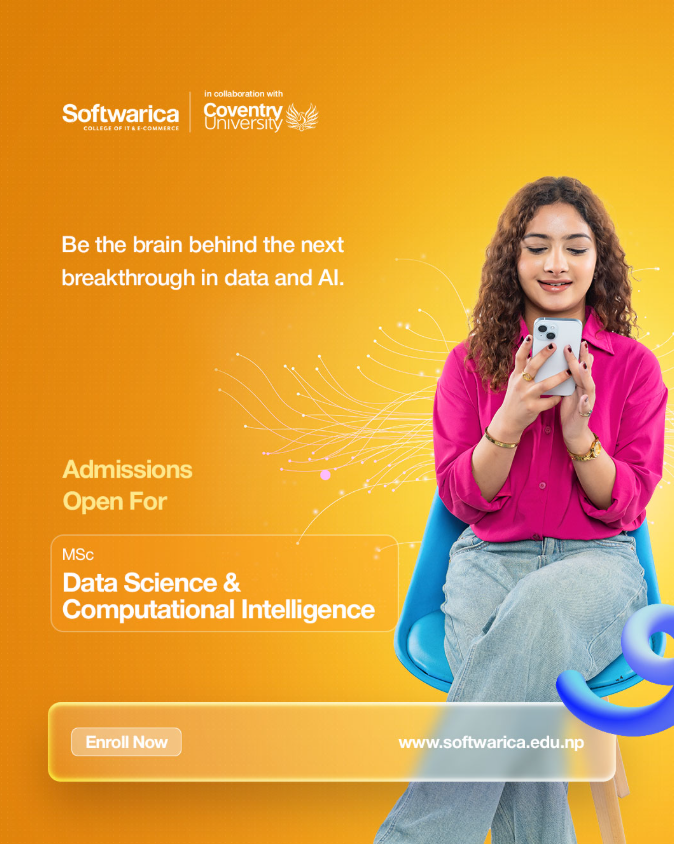 Softwarica
COLLEGE OF IT & E-COMMERCE
in collaboration with
Coventry
University
Be the brain behind the next
breakthrough in data and AI.
Admissions
Open For
MSc
Data Science &
Computational Intelligence
Enroll Now
www.softwarica.edu.np